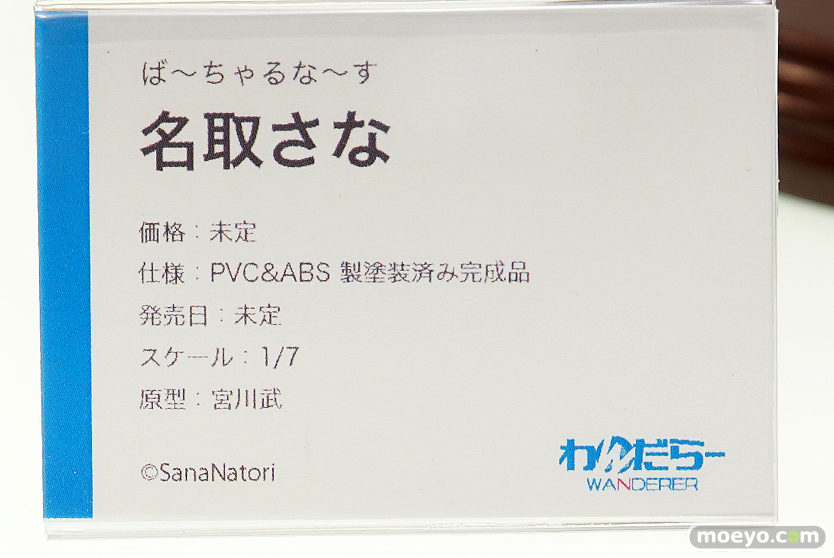 ば～ちゃるな～す
名取さな
価格：未定
仕様：PVC&ABS 製塗装済み完成品
発売日：未定
スケール：1/7
原型：宮川武
©SanaNatori
わんだらー
WANDERER
moeyo.com